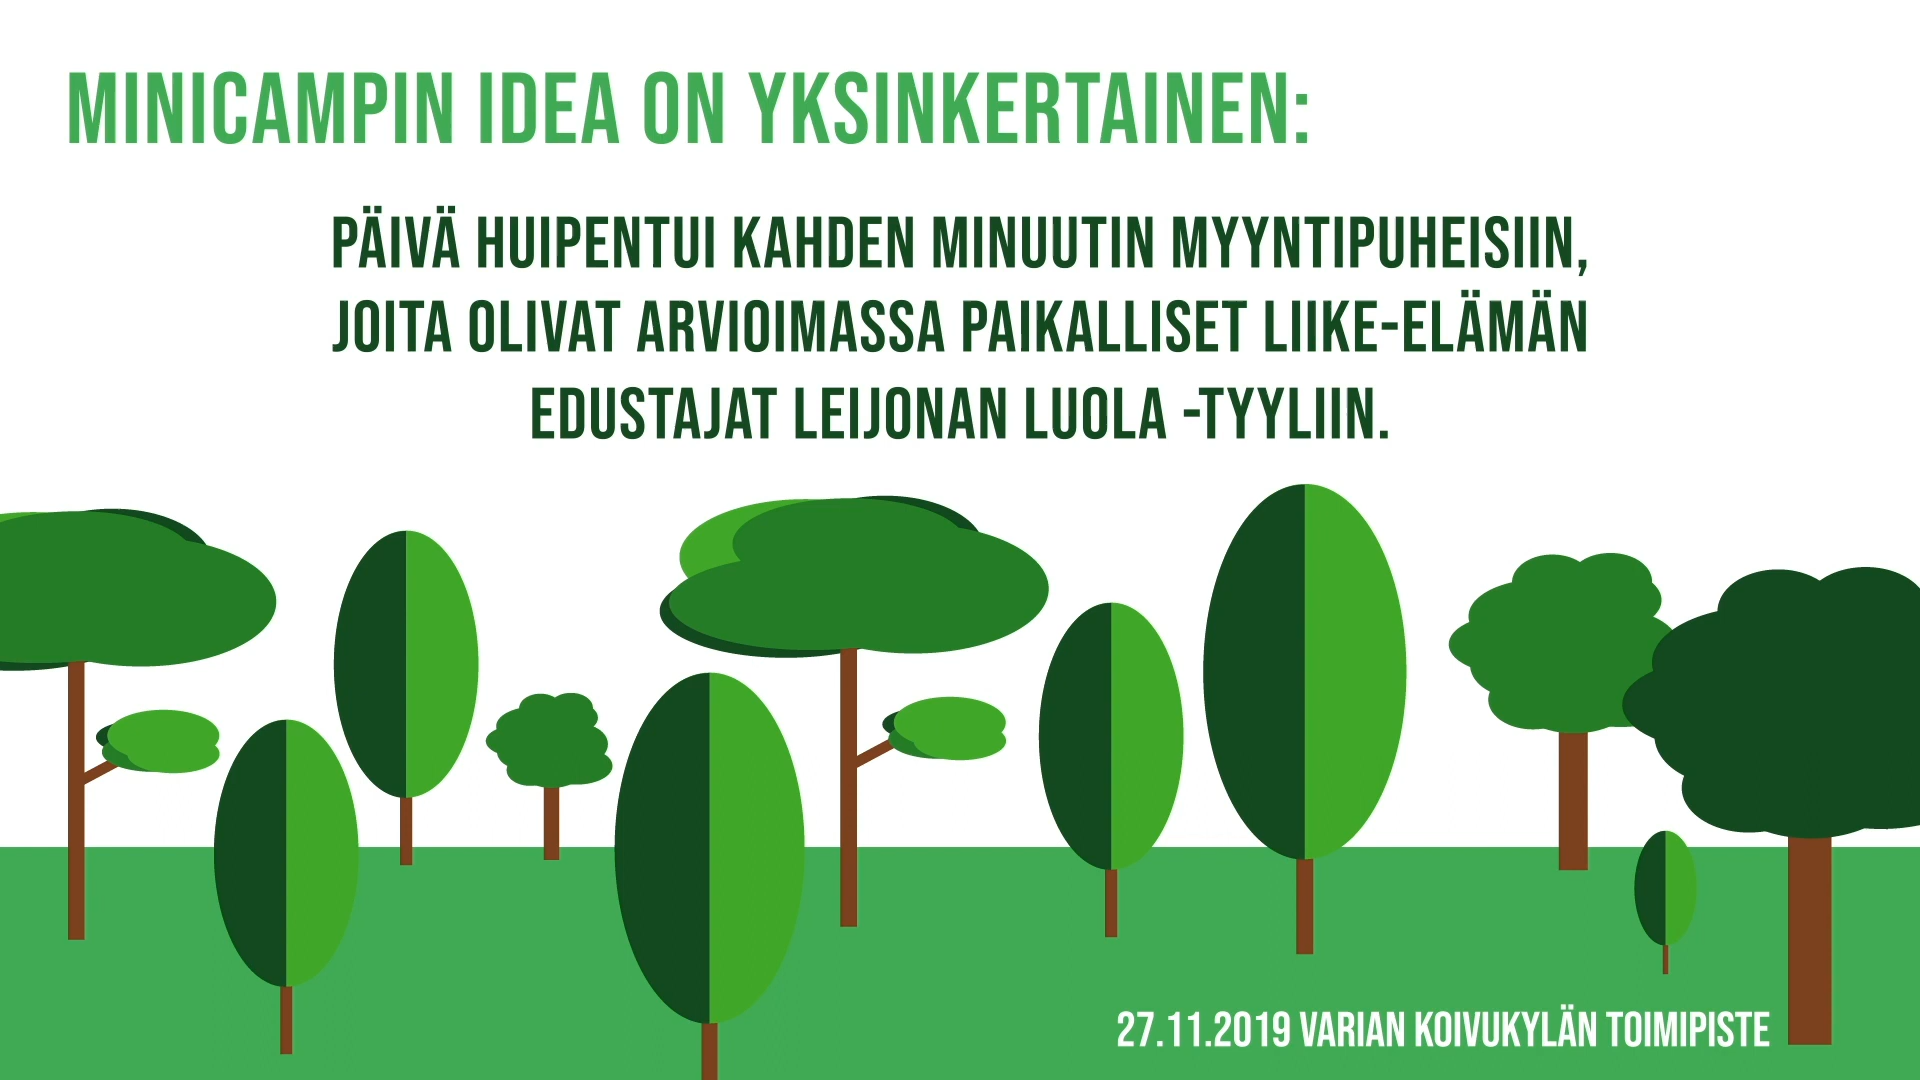 MINICAMPIN IDEA ON YKSINKERTAINEN:
PÄIVÄ HUIPENTUI KAHDEN MINUUTIN MYYNTIPUHEISIIN,
JOITA OLIVAT ARVIOIMASSA PAIKALLISET LIIKE-ELÄMÄN
EDUSTAJAT LEIJONAN LUOLA -TYYLIIN.
27.11.2019 VARIAN KOIVUKYLÄN TOIMIPISTE